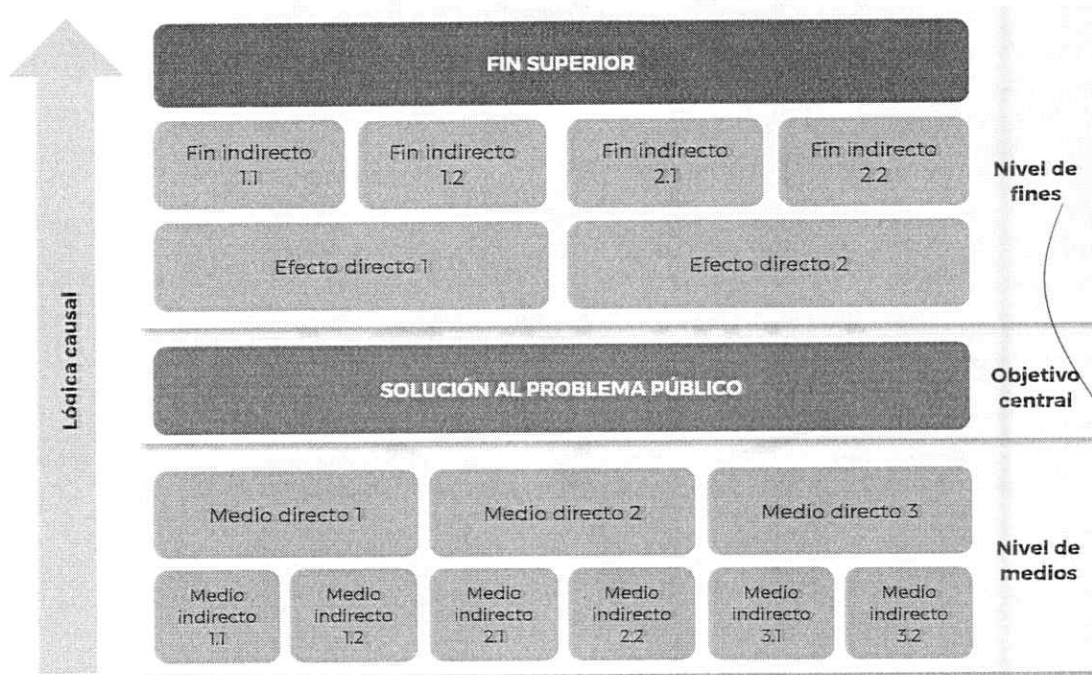 FIN SUPERIOR
Fin indirecto
1.1
Fin indirecto
1.2
Fin indirecto
2.1
Fin indirecto
2.2
Nivel de
fines
Efecto directo 1
Efecto directo 2
Lógica causal
SOLUCIÓN AL PROBLEMA PÚBLICO
Objetivo
central
Medio directo 1
Medio directo 2
Medio directo 3
Nivel de
medios
Medio
indirecto
1.1
Medio
indirecto
1.2
Medio
indirecto
2.1
Medio
indirecto
2.2
Medio
indirecto
3.1
Medio
indirecto
3.2